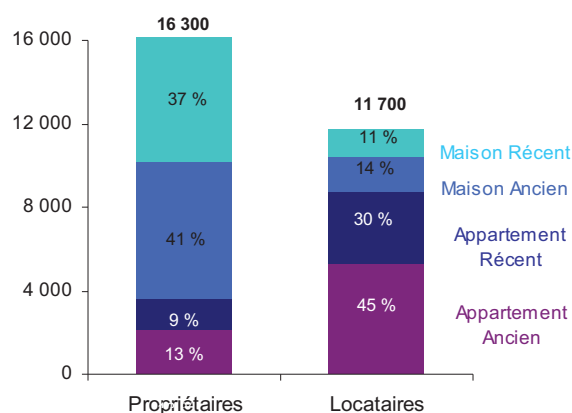 16 300
16 000
37 %
11 700
12 000
11 %
Maison Récent
14 %
Maison Ancien
8 000
30 %
41 %
Appartement
Récent
4 000
45 %
9 %
Appartement
Ancien
13 %
0
Propriétaires
Locataires